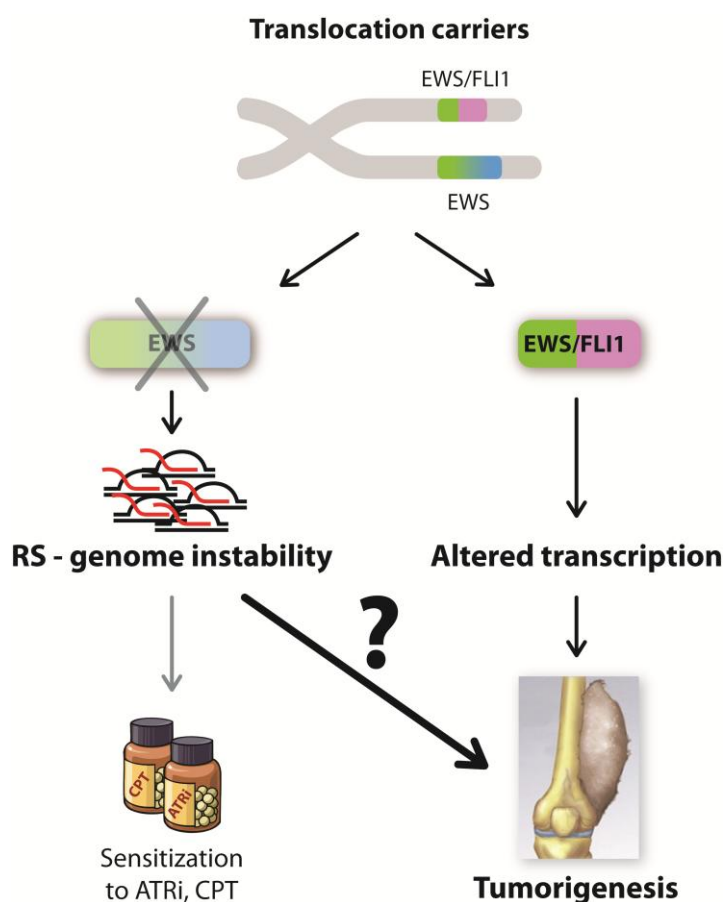 Translocation carriers
EWS/FLI1
EWS
EWS
EWS/FLI1
RS - genome instability
Altered transcription
?
CPT
ATRi
Sensitization
to ATRi, CPT
Tumorigenesis